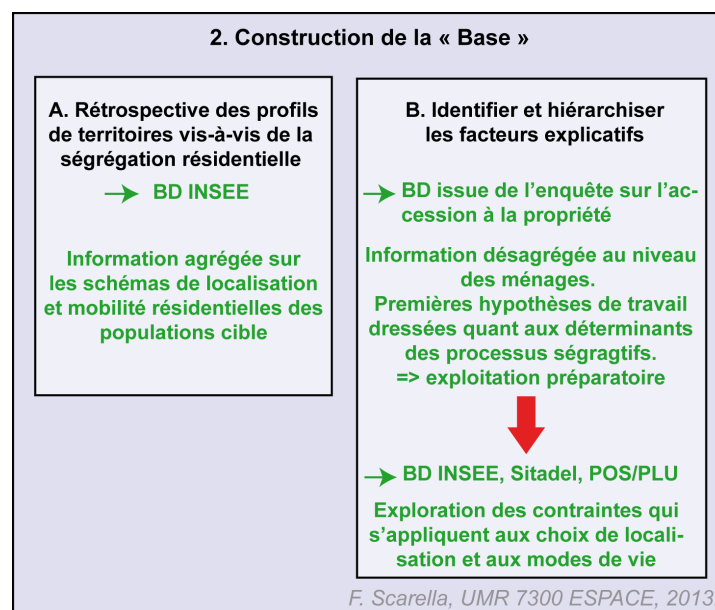 2. Construction de la « Base »
A. Rétrospective des profils
de territoires vis-à-vis de la
ségrégation résidentielle
BD INSEE
Information agrégée sur
les schémas de localisation
et mobilité résidentielles des
populations cible
B. Identifier et hiérarchiser
les facteurs explicatifs
BD issue de l’enquête sur l’ac-
cession à la propriété
Information désagrégée au niveau
des ménages.
Premières hypothèses de travail
dressées quant aux déterminants
des processus ségragtifs.
=> exploitation préparatoire
BD INSEE, Sitadel, POS/PLU
Exploration des contraintes qui
s’appliquent aux choix de locali-
sation et aux modes de vie
F. Scarella, UMR 7300 ESPACE, 2013